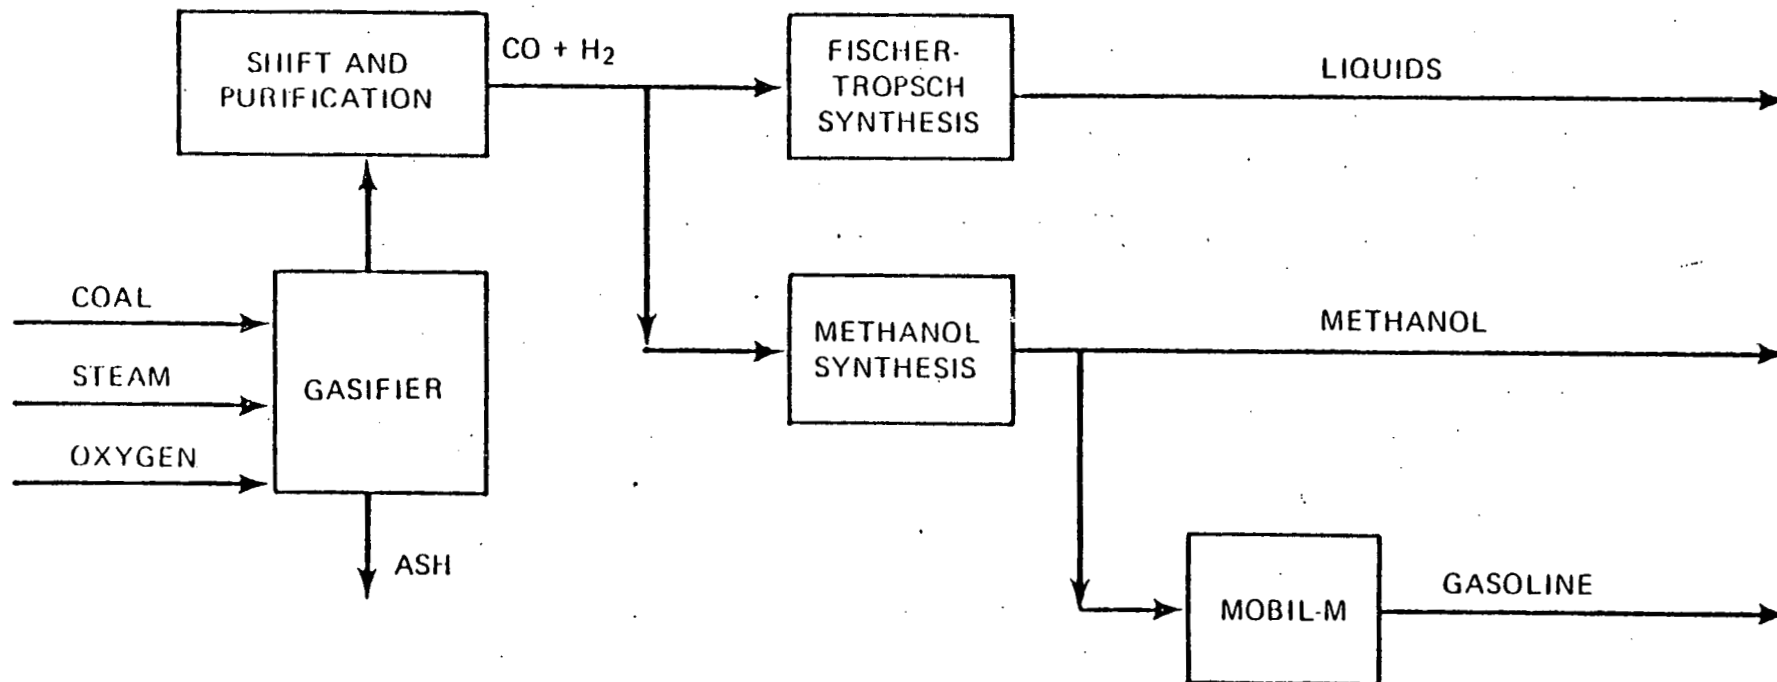 SHIFT AND
PURIFICATION
CO + H₂
FISCHER-
TROPSCH
SYNTHESIS
LIQUIDS
COAL
STEAM
OXYGEN
GASIFIER
ASH
METHANOL
SYNTHESIS
METHANOL
MOBIL-M
GASOLINE